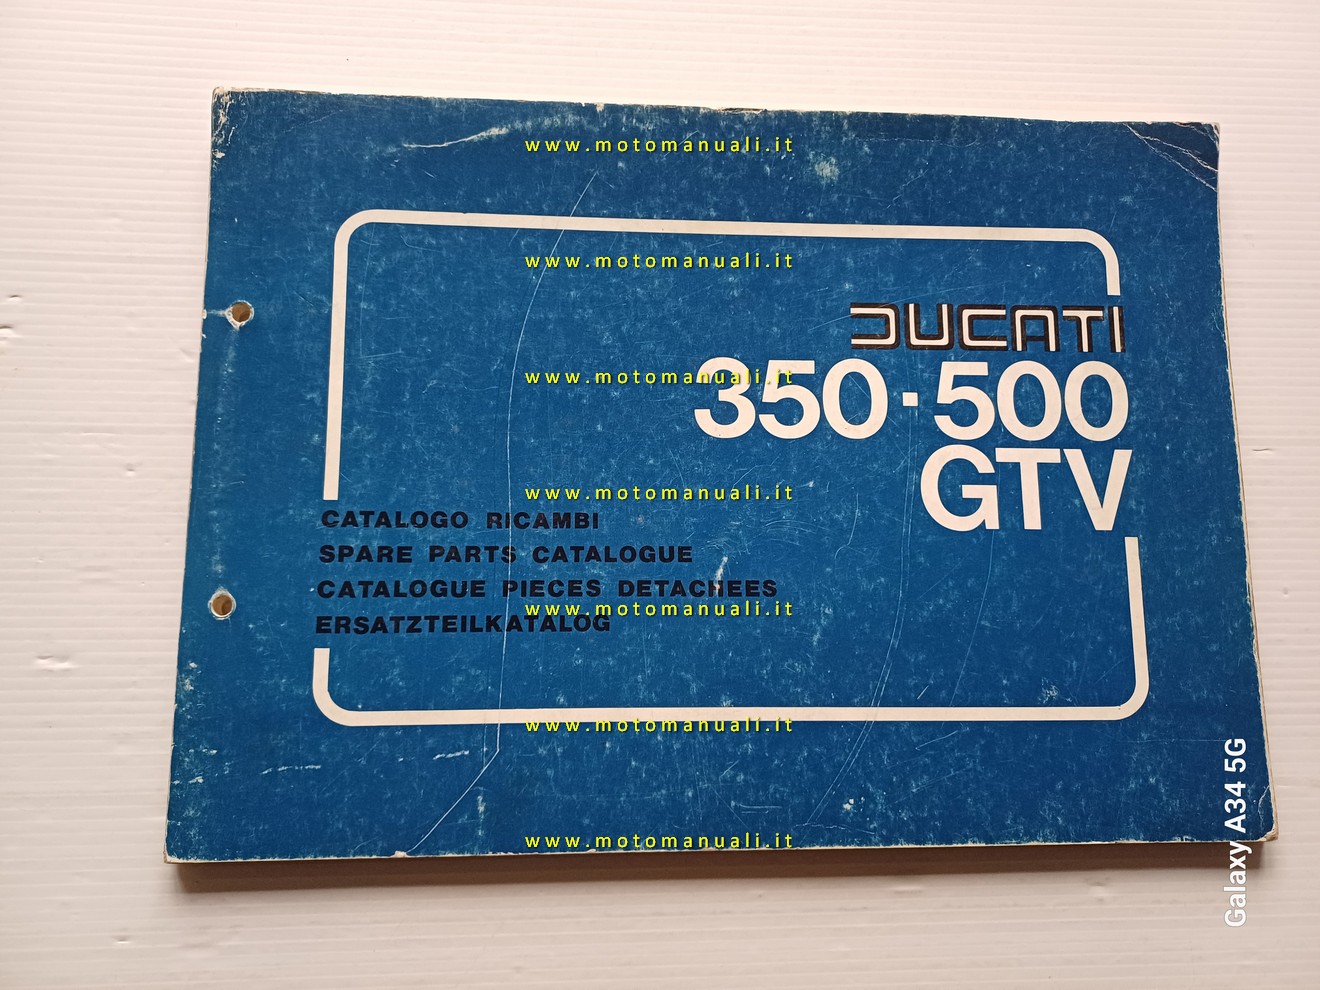 www.motomanuali.it
www.motomanuali.it
DUCATI
www.motomanuali.it
350·500
GTV
www.motomanuali.it
CATALOGO RICAMBI
SPARE PARTS CATALOGUE
CATALOGUE PIECES DETACHEES
www.motomanuali.it
ERSATZTEILKATALOG
www.motomanuali.it
www.motomanuali.it
Galaxy A34 5G